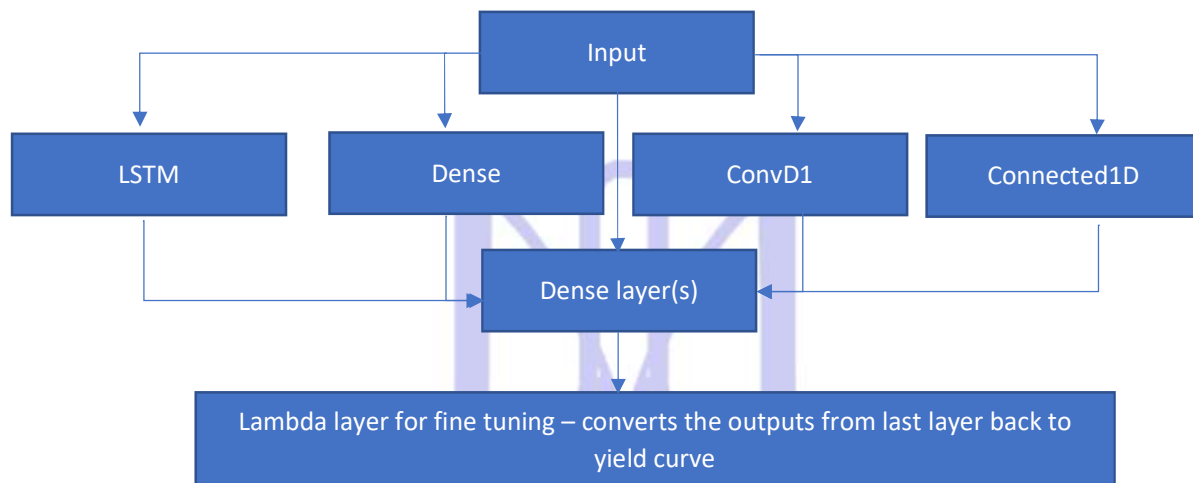 Input
LSTM
Dense
ConvD1
Connected1D
Dense layer(s)
Lambda layer for fine tuning – converts the outputs from last layer back to
yield curve